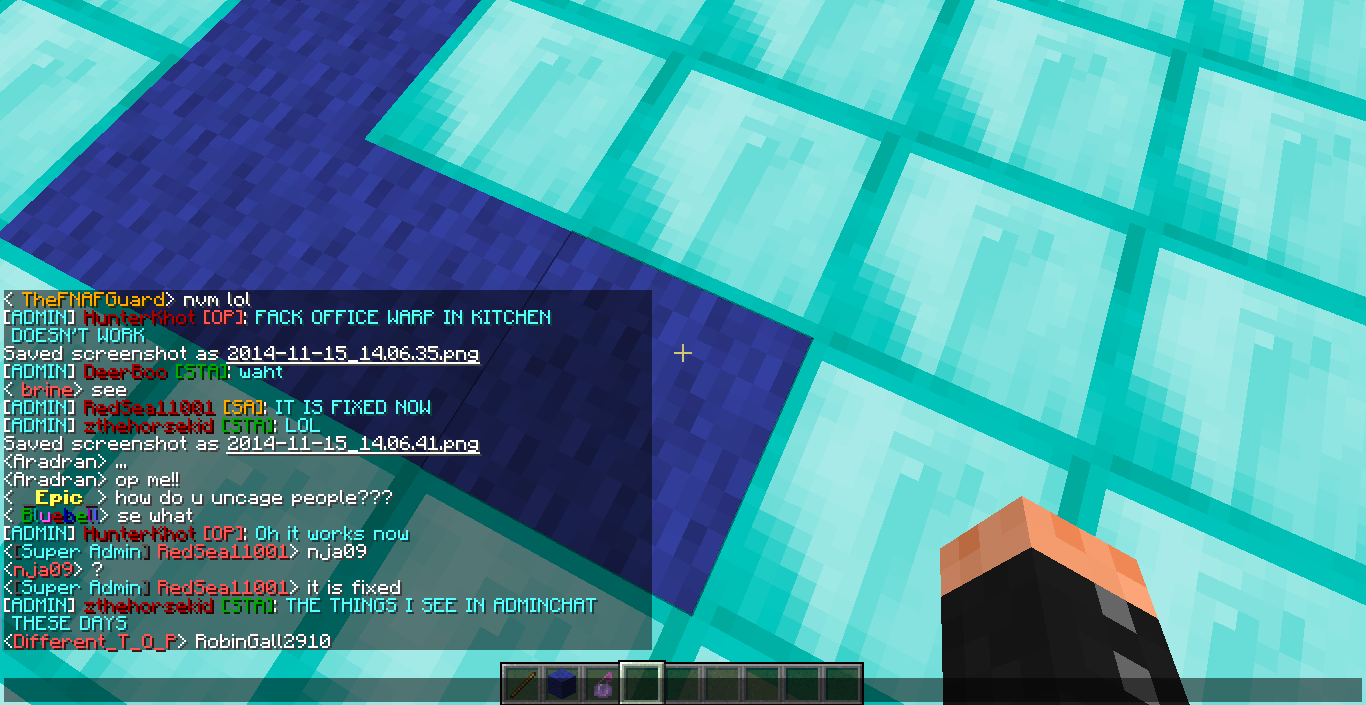 < TheFNAFGuard> nvm lol
[ADMIN] HunterKhot [OP]: FACK OFFICE WARP IN KITCHEN
DOESN'T WORK
Saved screenshot as 2014-11-15_14.06.35.png
[ADMIN] DeerBoo [STA]: waht
< brine> see
[ADMIN] RedSea11001 [SA]: IT IS FIXED NOW
[ADMIN] zthehorsekid [STA]: LOL
Saved screenshot as 2014-11-15_14.06.41.png
<Aradran> ...
<Aradran> op me!!
< Epic > how do u uncage people???
< Bluebell> se what
[ADMIN] HunterKhot [OP]: Oh it works now
<[Super Admin] RedSea11001> nja09
<nja09> ?
<[Super Admin] RedSea11001> it is fixed
[ADMIN] zthehorsekid [STA]: THE THINGS I SEE IN ADMINCHAT
THESE DAYS
<Different_T_O_P> RobinGall2910